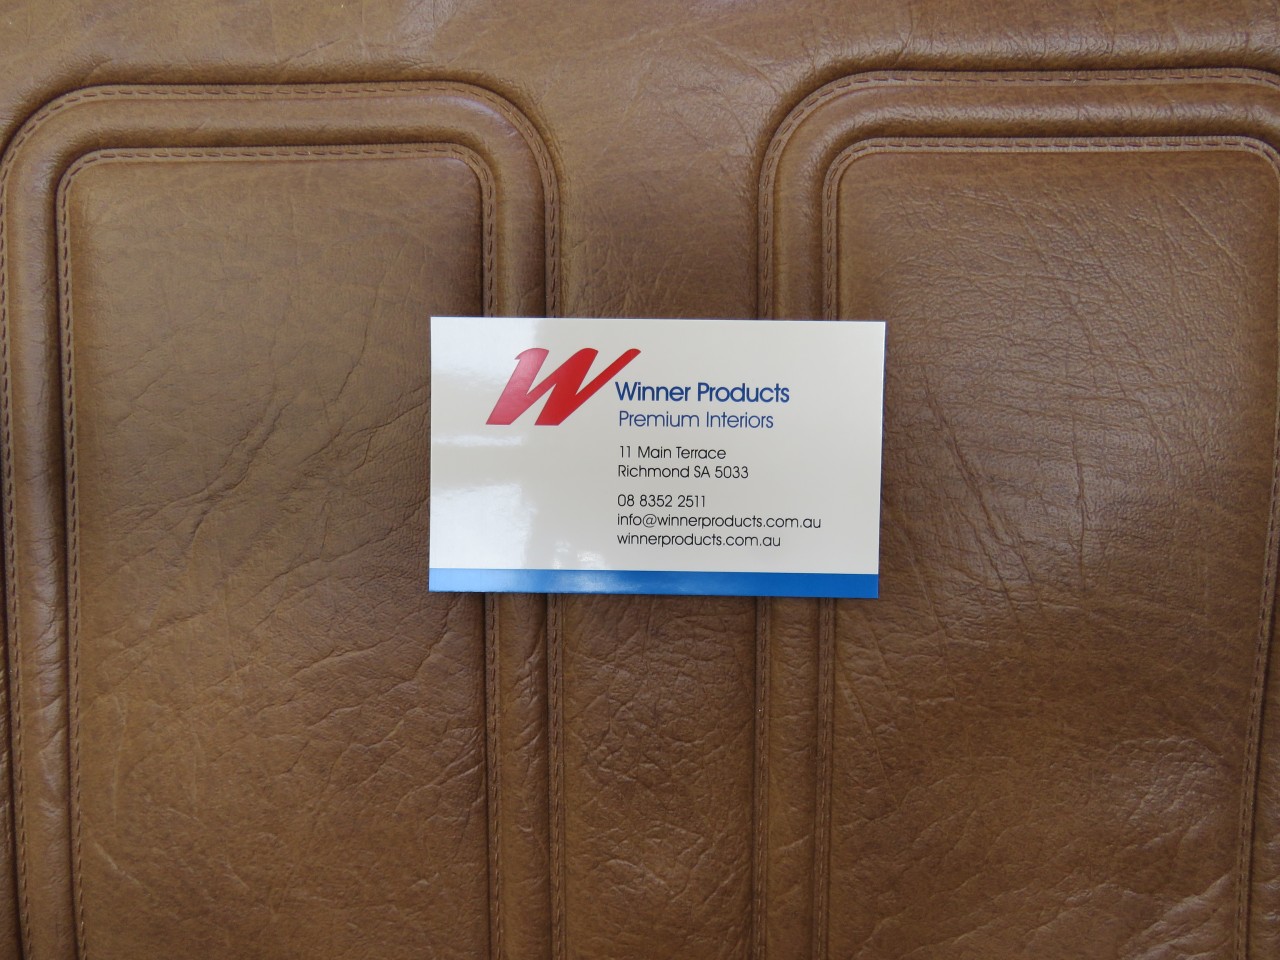 W
Winner Products
Premium Interiors
11 Main Terrace
Richmond SA 5033
08 8352 2511
info@winnerproducts.com.au
winnerproducts.com.au